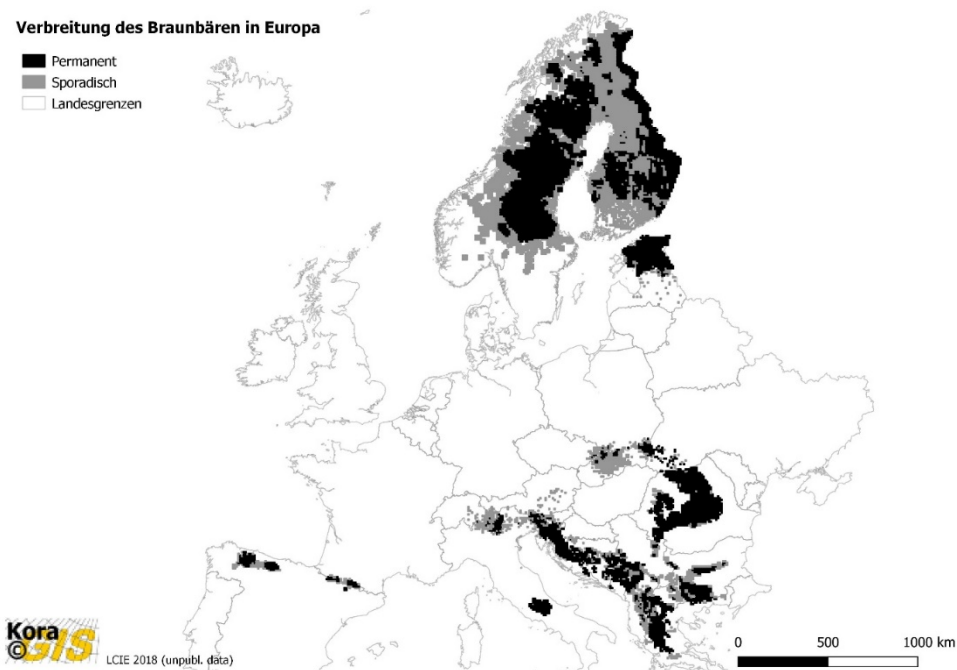 Verbreitung des Braunbären in Europa
Permanent
Sporadisch
Landesgrenzen
Kora
© GIS
LCIE 2018 (unpubl. data)
0 500 1000 km